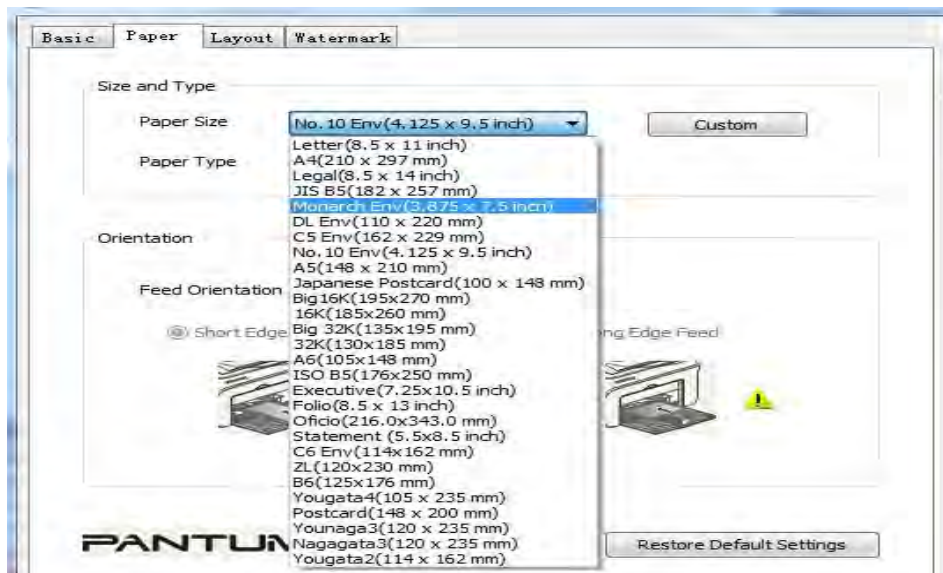 Basic Paper Layout Watermark
Size and Type
Paper Size No.10 Env(4.125 x 9.5 inch) Custom
Letter(8.5 x 11 inch)
Paper Type A4(210 x 297 mm)
Legal(8.5 x 14 inch)
JIS B5(182 x 257 mm)
Monarch Env(3.875 x 7.5 inch)
DL Env(110 x 220 mm)
Orientation C5 Env(162 x 229 mm)
No.10 Env(4.125 x 9.5 inch)
A5(148 x 210 mm)
Feed Orientation Japanese Postcard(100 x 148 mm)
Big16K(195x270 mm)
16K(185x260 mm)
Short Edge Big 32K(135x195 mm) ng Edge Feed
32K(130x185 mm)
A6(105x148 mm)
ISO B5(176x250 mm)
Executive(7.25x10.5 inch)
Folio(8.5 x 13 inch)
Oficio(216.0x343.0 mm)
Statement (5.5x8.5 inch)
C6 Env(114x162 mm)
ZL(120x230 mm)
B6(125x176 mm)
Yougata4(105 x 235 mm)
Postcard(148 x 200 mm)
Younaga3(120 x 235 mm)
PANTUM Nagagata3(120 x 235 mm) Restore Default Settings
Yougata2(114 x 162 mm)